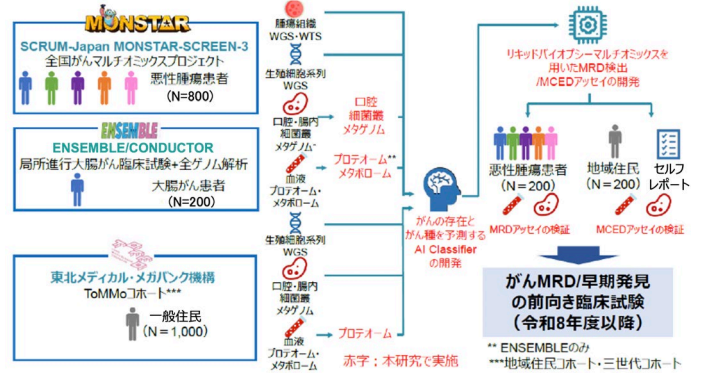 MONSTAR
SCRUM-Japan MONSTAR-SCREEN-3
全国がんマルチオミックスプロジェクト
悪性腫瘍患者
(N=800)
ENSEMBLE
ENSEMBLE/CONDUCTOR
局所進行大腸がん臨床試験+全ゲノム解析
大腸がん患者
(N=200)
東北メディカル・メガバンク機構
ToMMoコホート***
一般住民
(N=1,000)
腫瘍組織
WGS・WTS
生殖細胞系列
WGS
口腔・腸内
細菌叢
メタゲノム
血液
プロテオーム・
メタボローム
生殖細胞系列
WGS
口腔・腸内
細菌叢
メタゲノム
血液
プロテオーム・
メタボローム
口腔
細菌叢
メタゲノム
プロテオーム**
メタボローム
プロテオーム
赤字：本研究で実施
がんの存在と
がん種を予測する
AI Classifier
の開発
リキッドバイオプシーマルチオミックスを
用いたMRD検出
/MCEDアッセイの開発
悪性腫瘍患者
(N=200)
MRDアッセイの検証
地域住民
(N=200)
セルフ
レポート
MCEDアッセイの検証
がんMRD/早期発見
の前向き臨床試験
（令和8年度以降）
** ENSEMBLEのみ
***地域住民コホート・三世代コホート